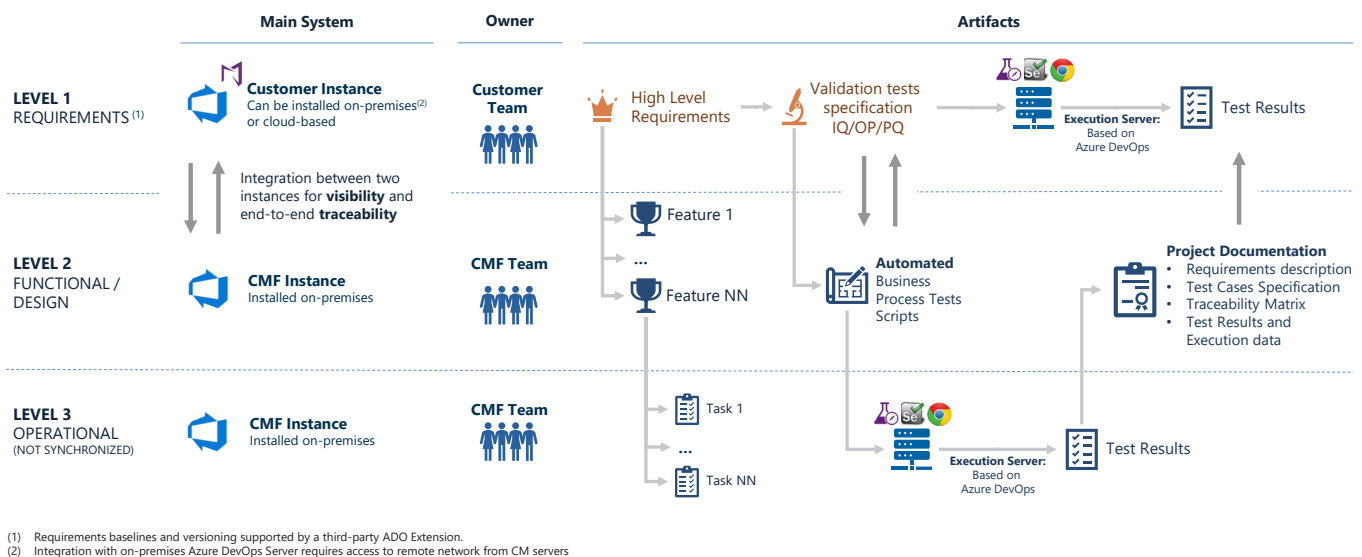 Main System
Owner
Artifacts
LEVEL 1
REQUIREMENTS (1)
Customer Instance
Can be installed on-premises(2)
or cloud-based
Customer
Team
High Level
Requirements
Validation tests
specification
IQ/OP/PQ
Se
Execution Server:
Based on
Azure DevOps
Test Results
Integration between two
instances for visibility and
end-to-end traceability
LEVEL 2
FUNCTIONAL /
DESIGN
CMF Instance
Installed on-premises
CMF Team
Feature 1
...
Feature NN
Automated
Business
Process Tests
Scripts
Project Documentation
• Requirements description
• Test Cases Specification
• Traceability Matrix
• Test Results and
Execution data
LEVEL 3
OPERATIONAL
(NOT SYNCHRONIZED)
CMF Instance
Installed on-premises
CMF Team
Task 1
...
Task NN
Se
Execution Server:
Based on
Azure DevOps
Test Results
(1) Requirements baselines and versioning supported by a third-party ADO Extension.
(2) Integration with on-premises Azure DevOps Server requires access to remote network from CM servers